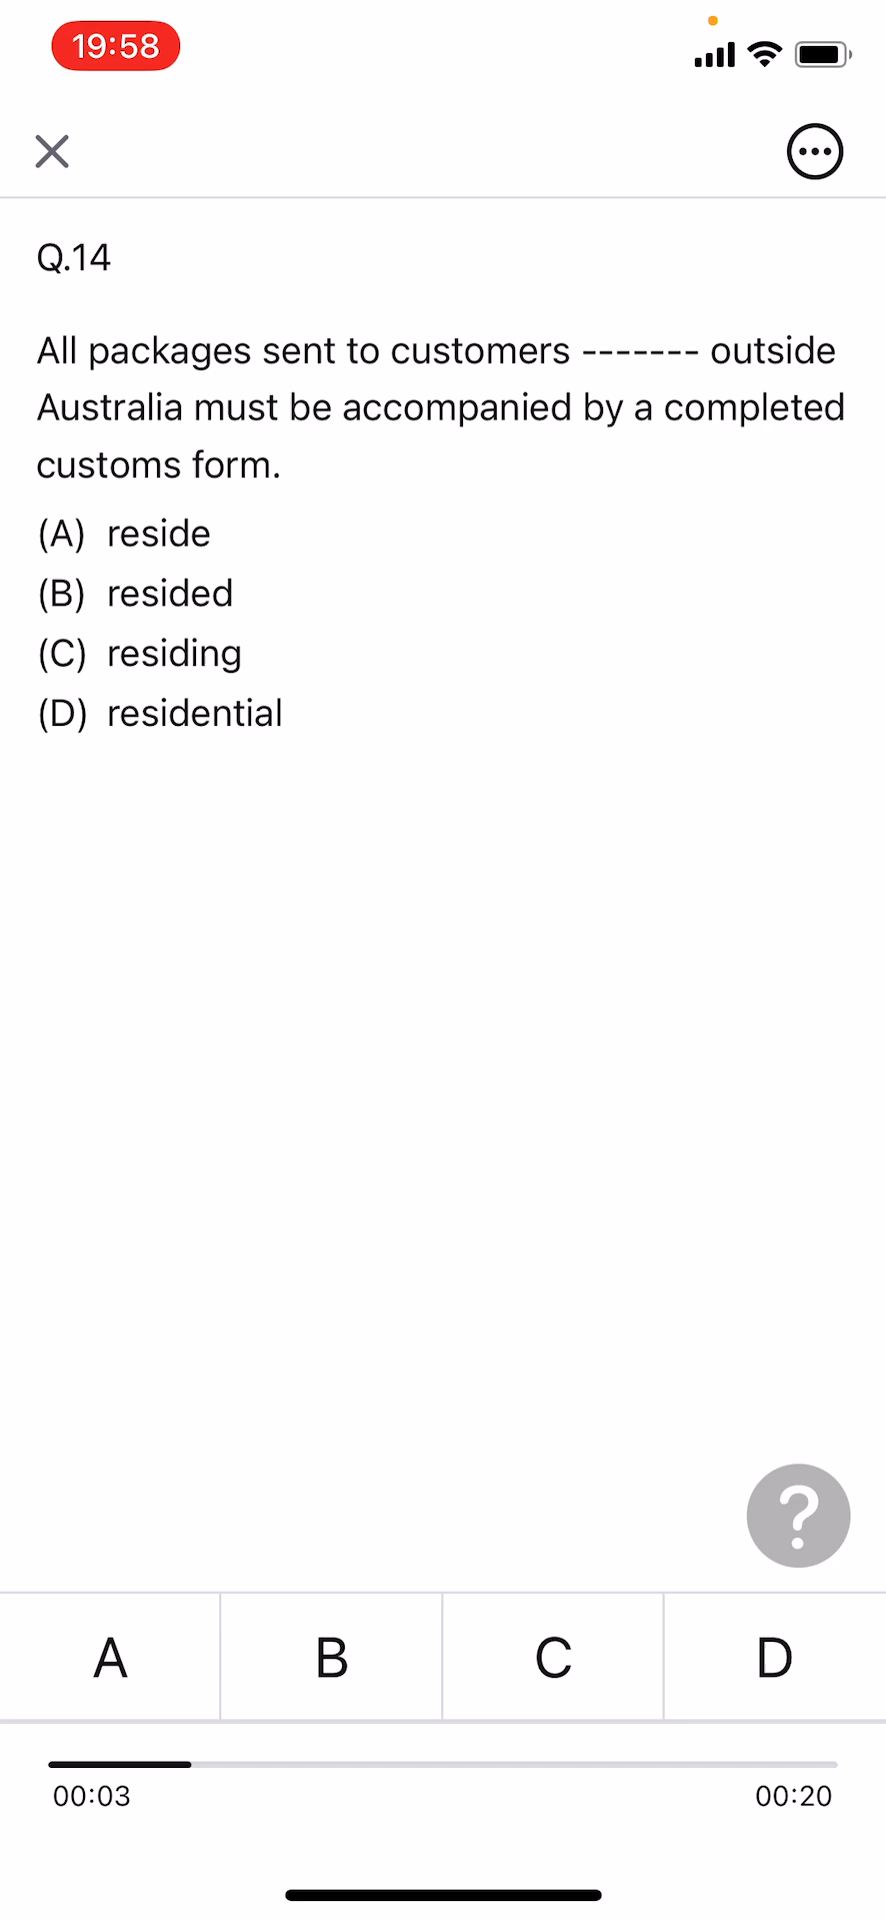 19:58
Q.14
All packages sent to customers ------- outside
Australia must be accompanied by a completed
customs form.
(A) reside
(B) resided
(C) residing
(D) residential
?
A B C D
00:03 00:20